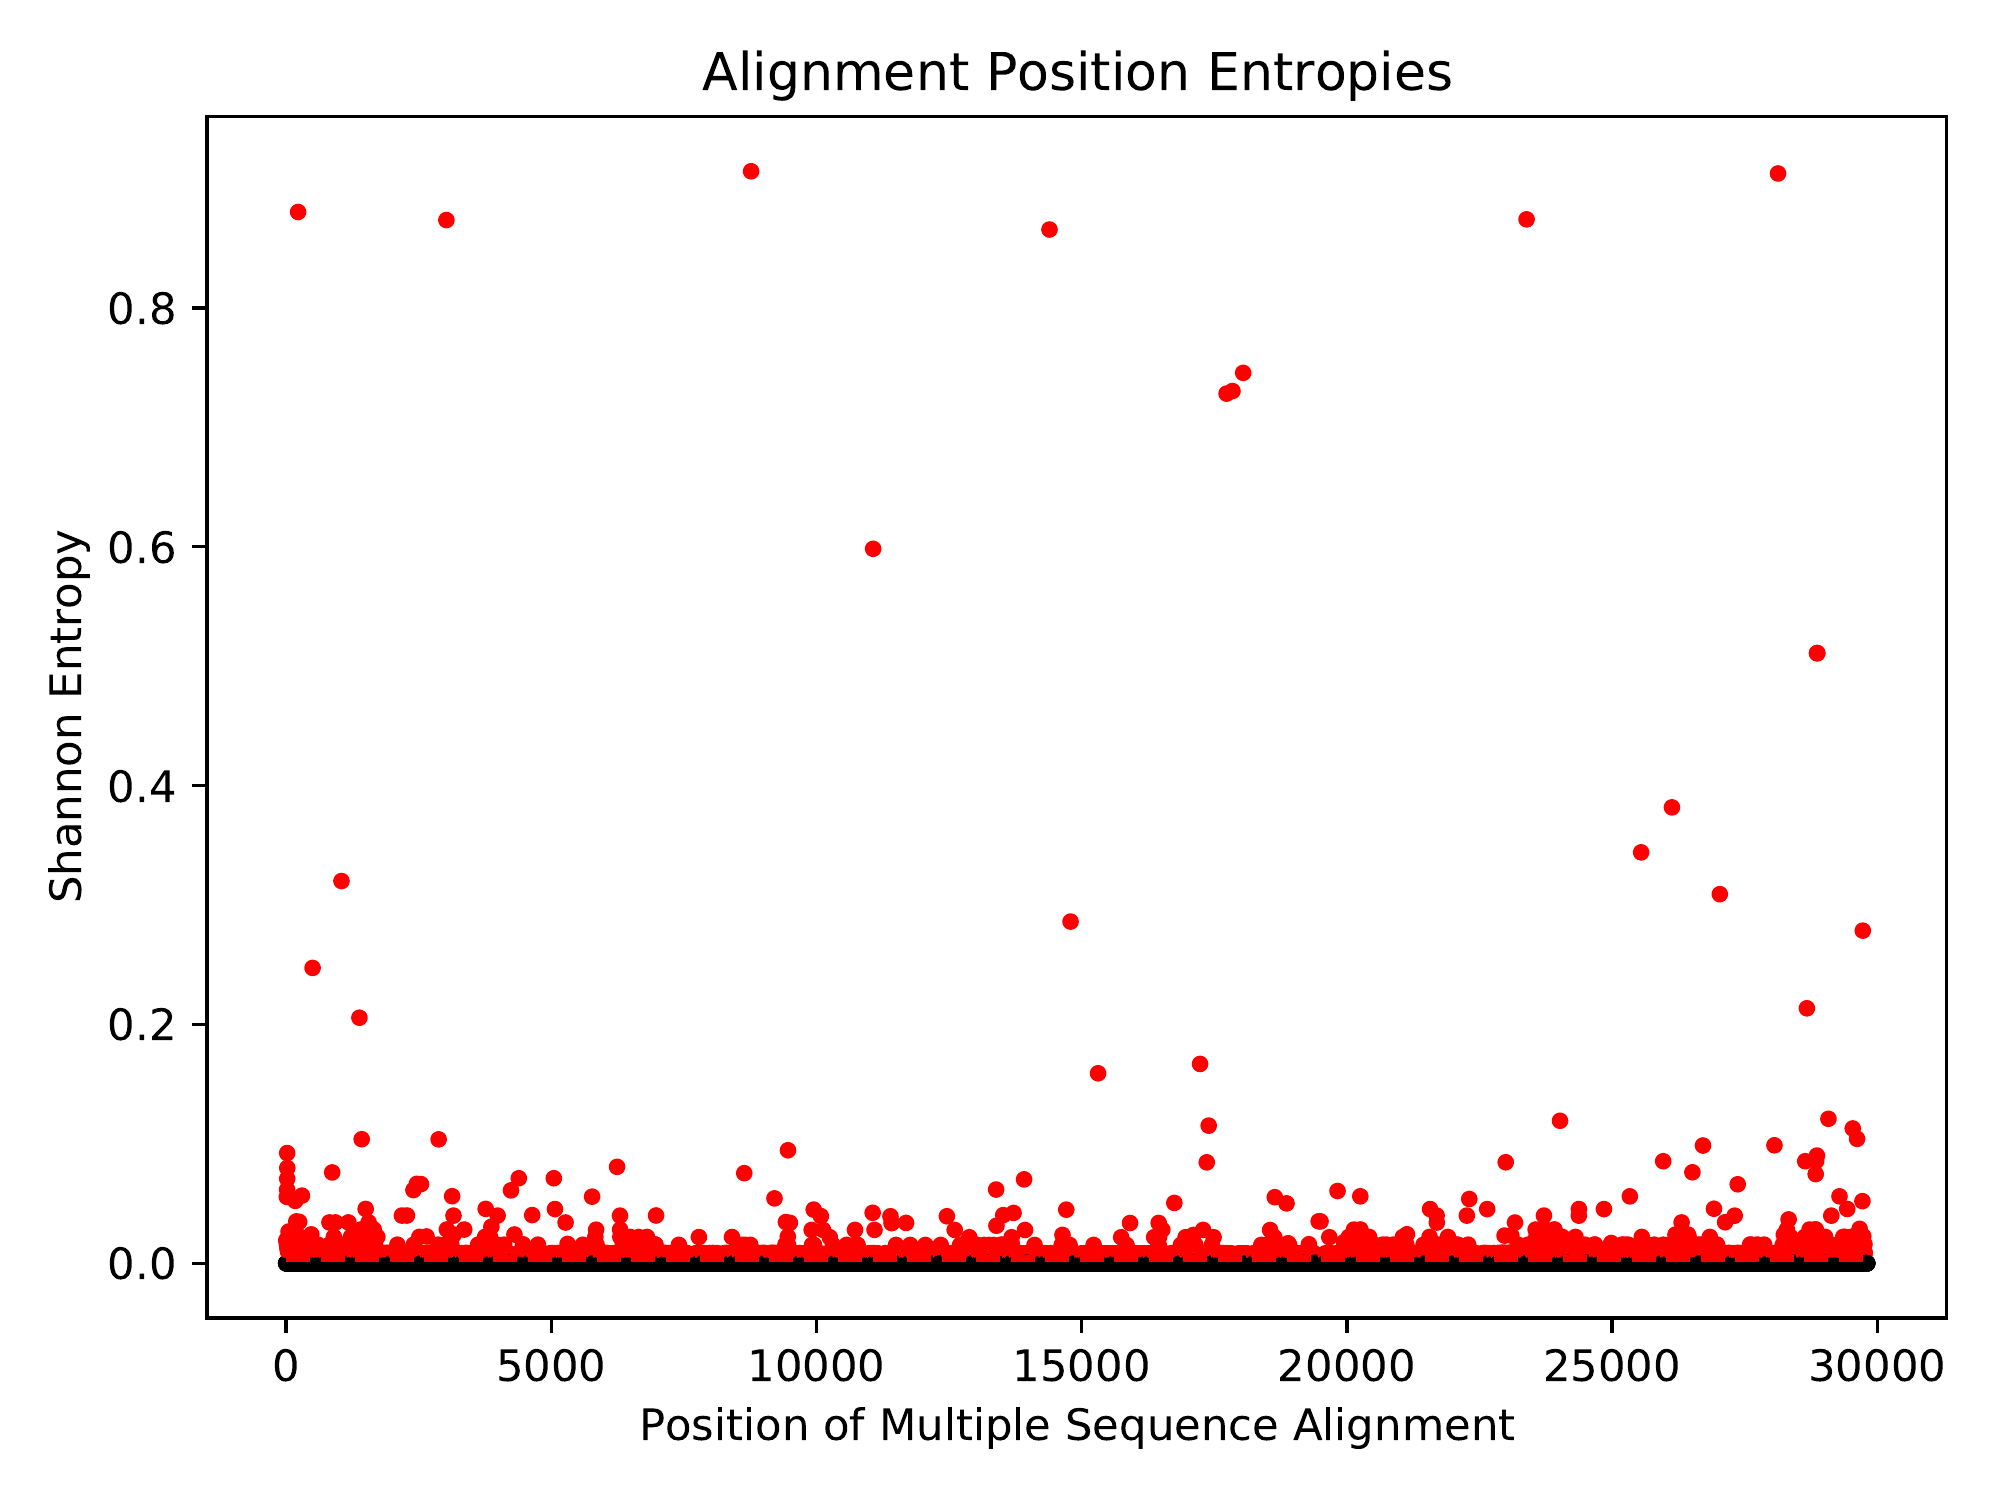 Alignment Position Entropies
Shannon Entropy
0.8
0.6
0.4
0.2
0.0
0 5000 10000 15000 20000 25000 30000
Position of Multiple Sequence Alignment